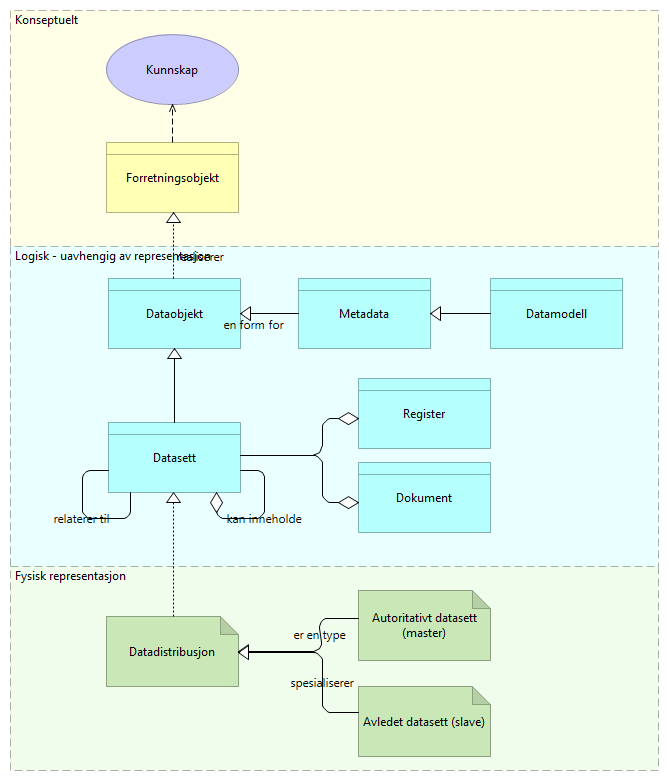 Konseptuelt
Kunnskap
Forretningsobjekt
Logisk - uavhengig av representasjon
realiserer
Dataobjekt
Metadata
Datamodell
en form for
Register
Datasett
Dokument
relaterer til
kan inneholde
Fysisk representasjon
Autoritativt datasett
(master)
er en type
Datadistribusjon
spesialiserer
Avledet datasett (slave)